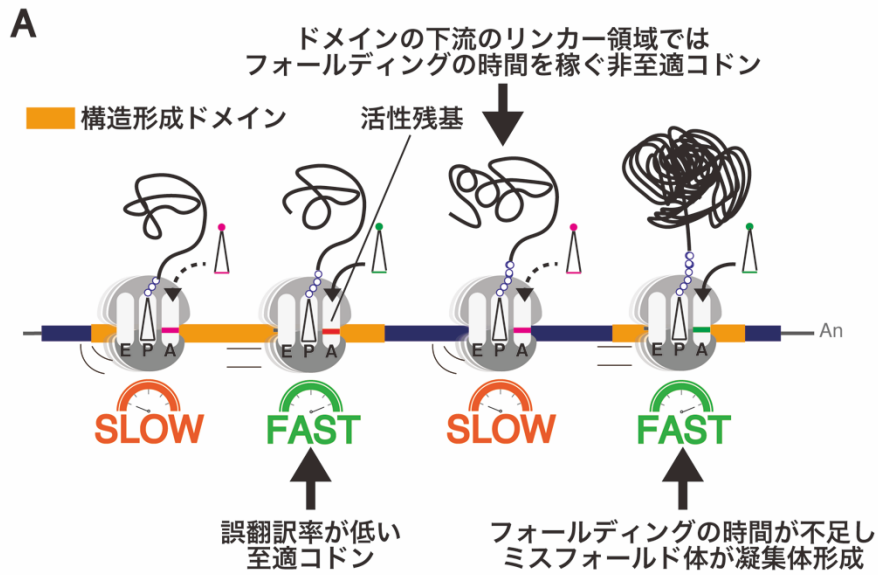 A
ドメインの下流のリンカー領域では
フォールディングの時間を稼ぐ非至適コドン
構造形成ドメイン
活性残基
E P A
E P A
E P A
E P A
An
SLOW
FAST
SLOW
FAST
誤翻訳率が低い
至適コドン
フォールディングの時間が不足し
ミスフォールド体が凝集体形成